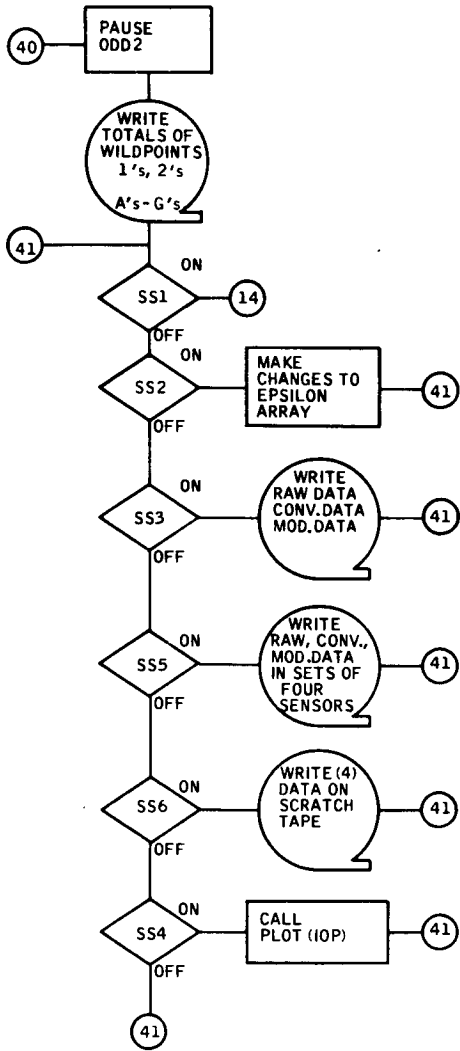 PAUSE
ODD2
40
WRITE
TOTALS OF
WILDPOINTS
1's, 2's
A's-G's
41
ON
SS1
14
OFF
ON
SS2
MAKE
CHANGES TO
EPSILON
ARRAY
41
OFF
ON
SS3
WRITE
RAW DATA
CONV.DATA
MOD.DATA
41
OFF
ON
SS5
WRITE
RAW, CONV.,
MOD.DATA
IN SETS OF
FOUR
SENSORS
41
OFF
ON
SS6
WRITE(4)
DATA ON
SCRATCH
TAPE
41
OFF
ON
SS4
CALL
PLOT (IOP)
41
OFF
41